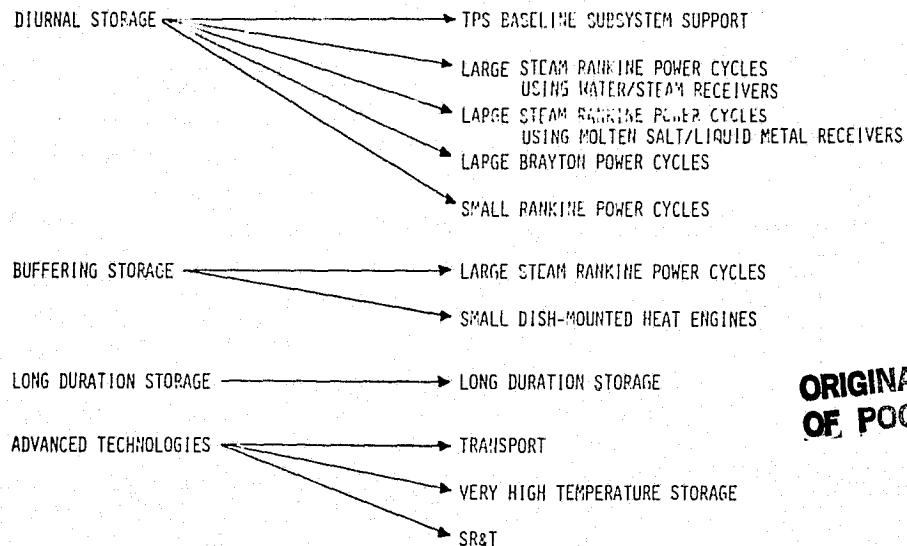 DIURNAL STORAGE
TPS BASELINE SUBSYSTEM SUPPORT
LARGE STEAM RANKINE POWER CYCLES
USING WATER/STEAM RECEIVERS
LARGE STEAM RANKINE POWER CYCLES
USING MOLTEN SALT/LIQUID METAL RECEIVERS
LARGE BRAYTON POWER CYCLES
SMALL RANKINE POWER CYCLES
BUFFERING STORAGE
LARGE STEAM RANKINE POWER CYCLES
SMALL DISH-MOUNTED HEAT ENGINES
LONG DURATION STORAGE
LONG DURATION STORAGE
ORIGINA
OF POO
ADVANCED TECHNOLOGIES
TRANSPORT
VERY HIGH TEMPERATURE STORAGE
SR&T